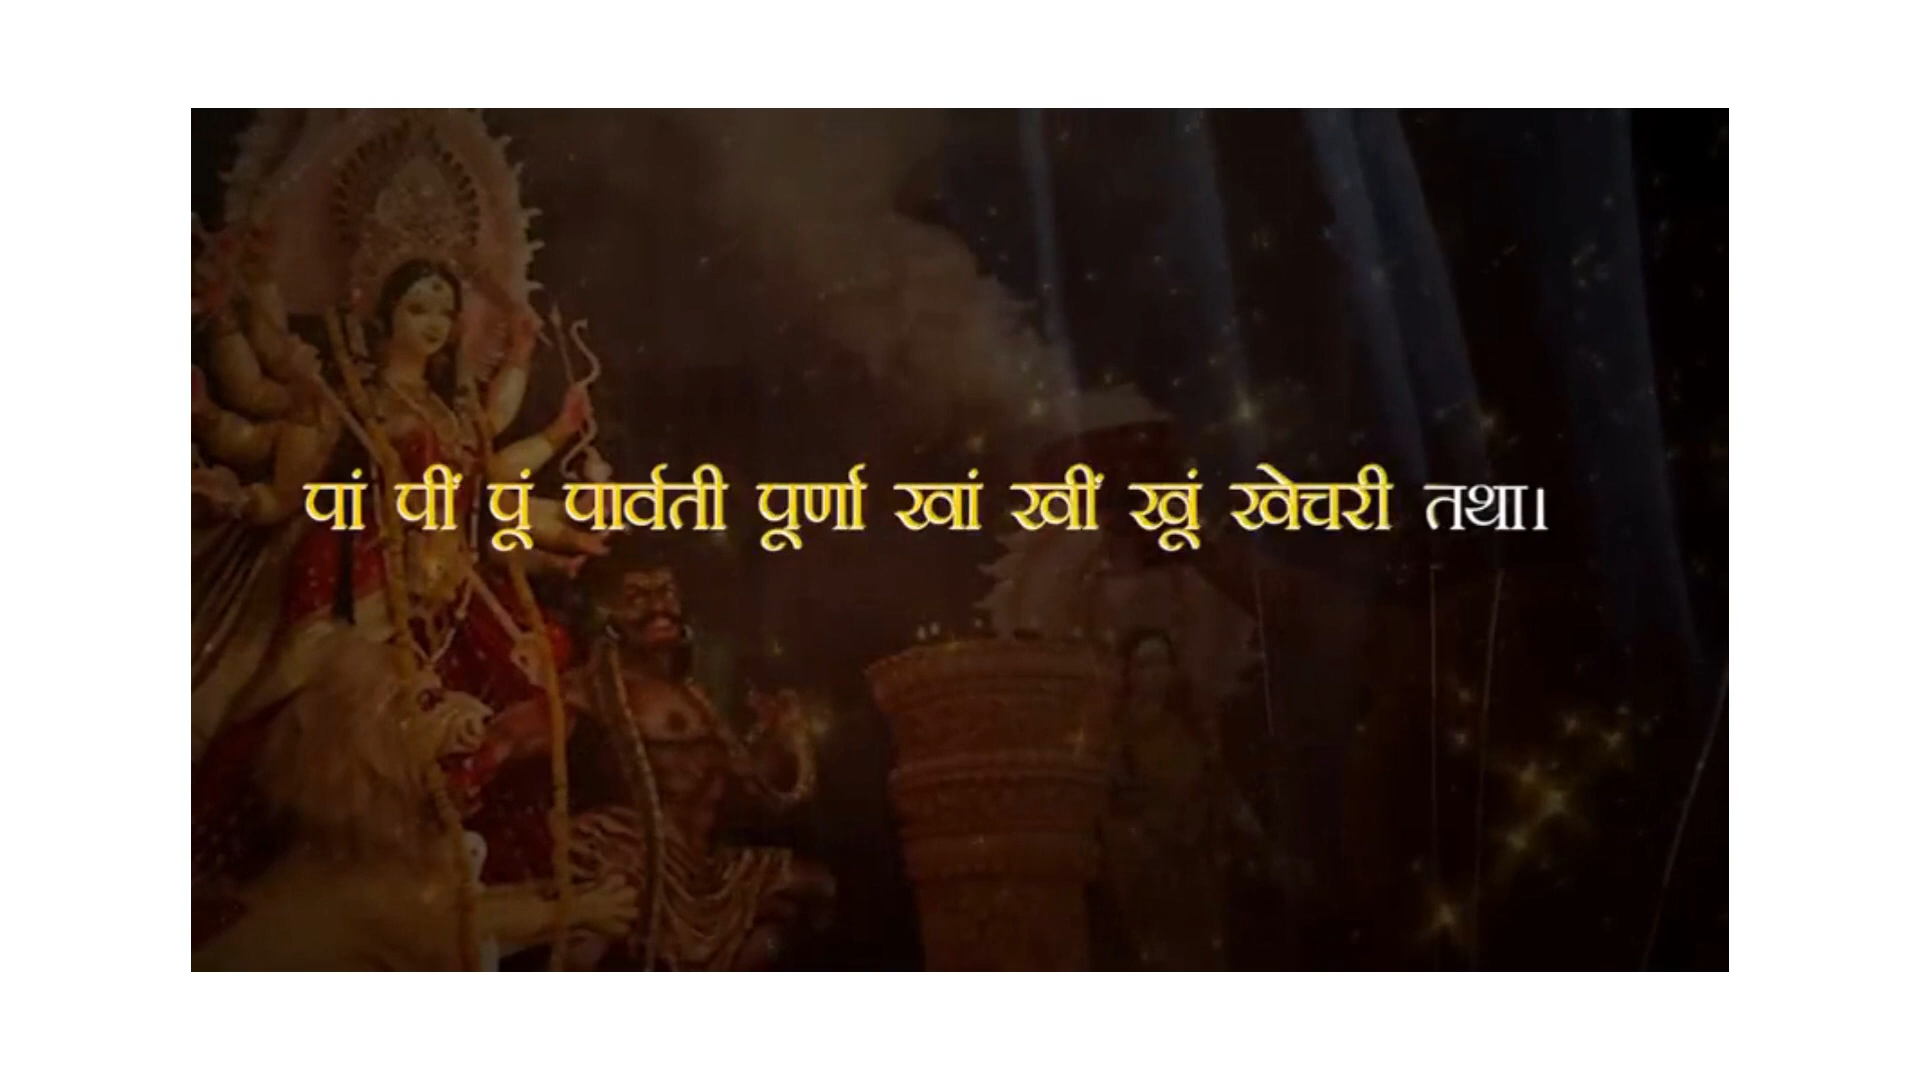 पां पीं पूं पार्वती पूर्णा खां खीं खूं खेचरी तथा।